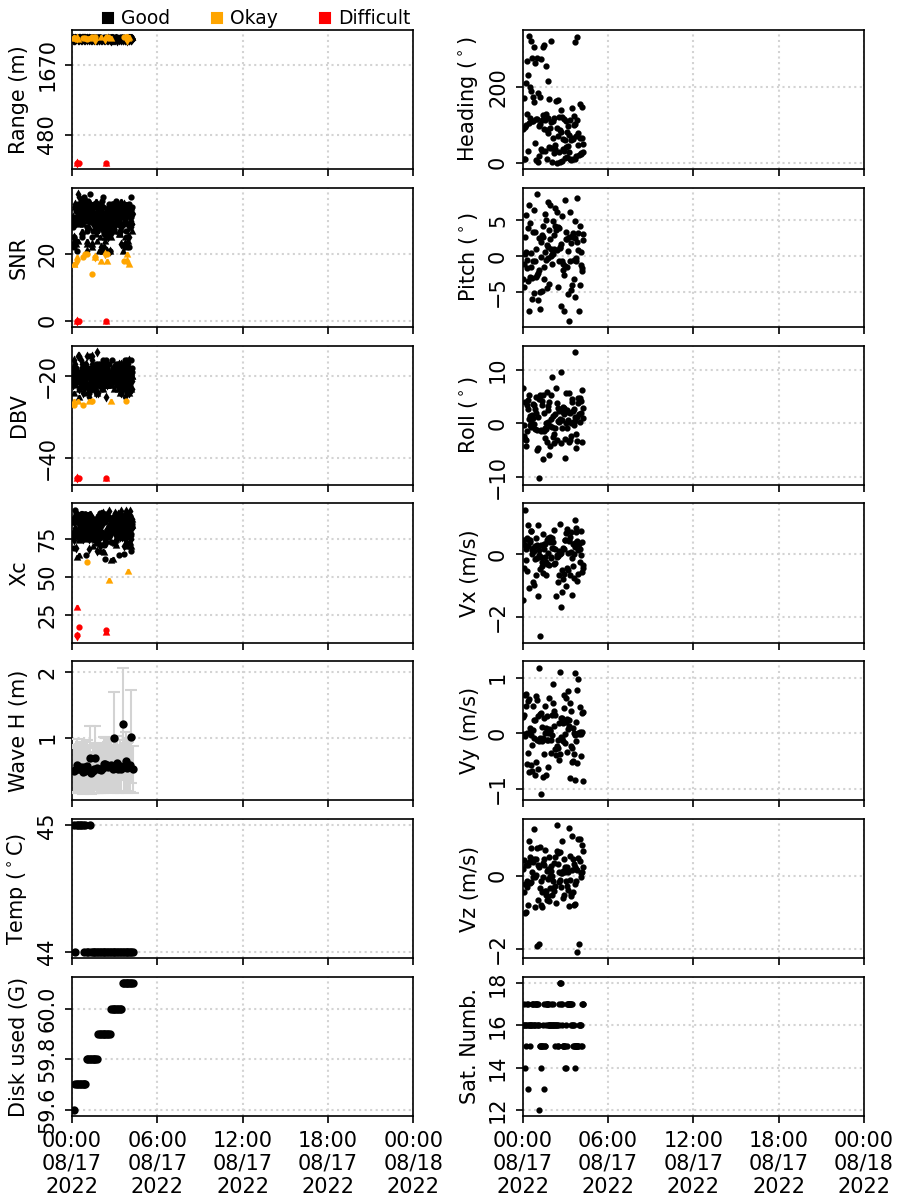 Good Okay Difficult
Range (m) 1670 480
Heading (°) 200 0
SNR 20 0
Pitch (°) 5 0 −5
DBV −20 −40
Roll (°) 10 0 −10
Xc 75 50 25
Vx (m/s) 0 −2
Wave H (m) 2 1
Vy (m/s) 1 0 −1
Temp (°C) 45 44
Vz (m/s) 0 −2
Disk used (G) 60.0 59.8 59.6
Sat. Numb. 18 16 14 12
00:00 06:00 12:00 18:00 00:00
08/17 08/17 08/17 08/17 08/18
2022 2022 2022 2022 2022
00:00 06:00 12:00 18:00 00:00
08/17 08/17 08/17 08/17 08/18
2022 2022 2022 2022 2022